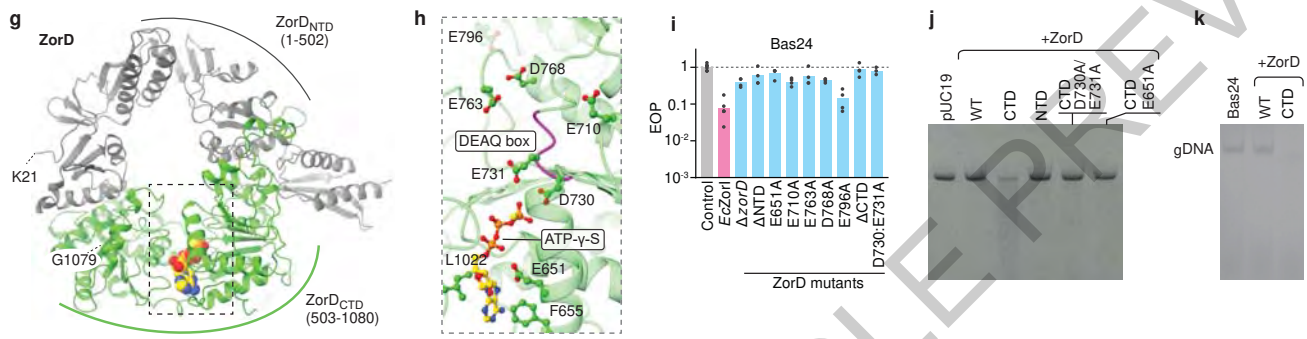 g
ZorD
ZorD_NTD
(1-502)
K21
G1079
ZorD_CTD
(503-1080)
h
E796
D768
E763
E710
DEAQ box
E731
D730
ATP-γ-S
L1022
E651
F655
i
Bas24
EOP
1
0.1
10-2
10-3
Control
EcZorI
ΔzorD
ΔNTD
E651A
E710A
E763A
D768A
E796A
ΔCTD
D730:E731A
ZorD mutants
j
+ZorD
pUC19
WT
CTD
NTD
CTD
D730A/
E731A
CTD
E651A
k
+ZorD
Bas24
WT
CTD
gDNA